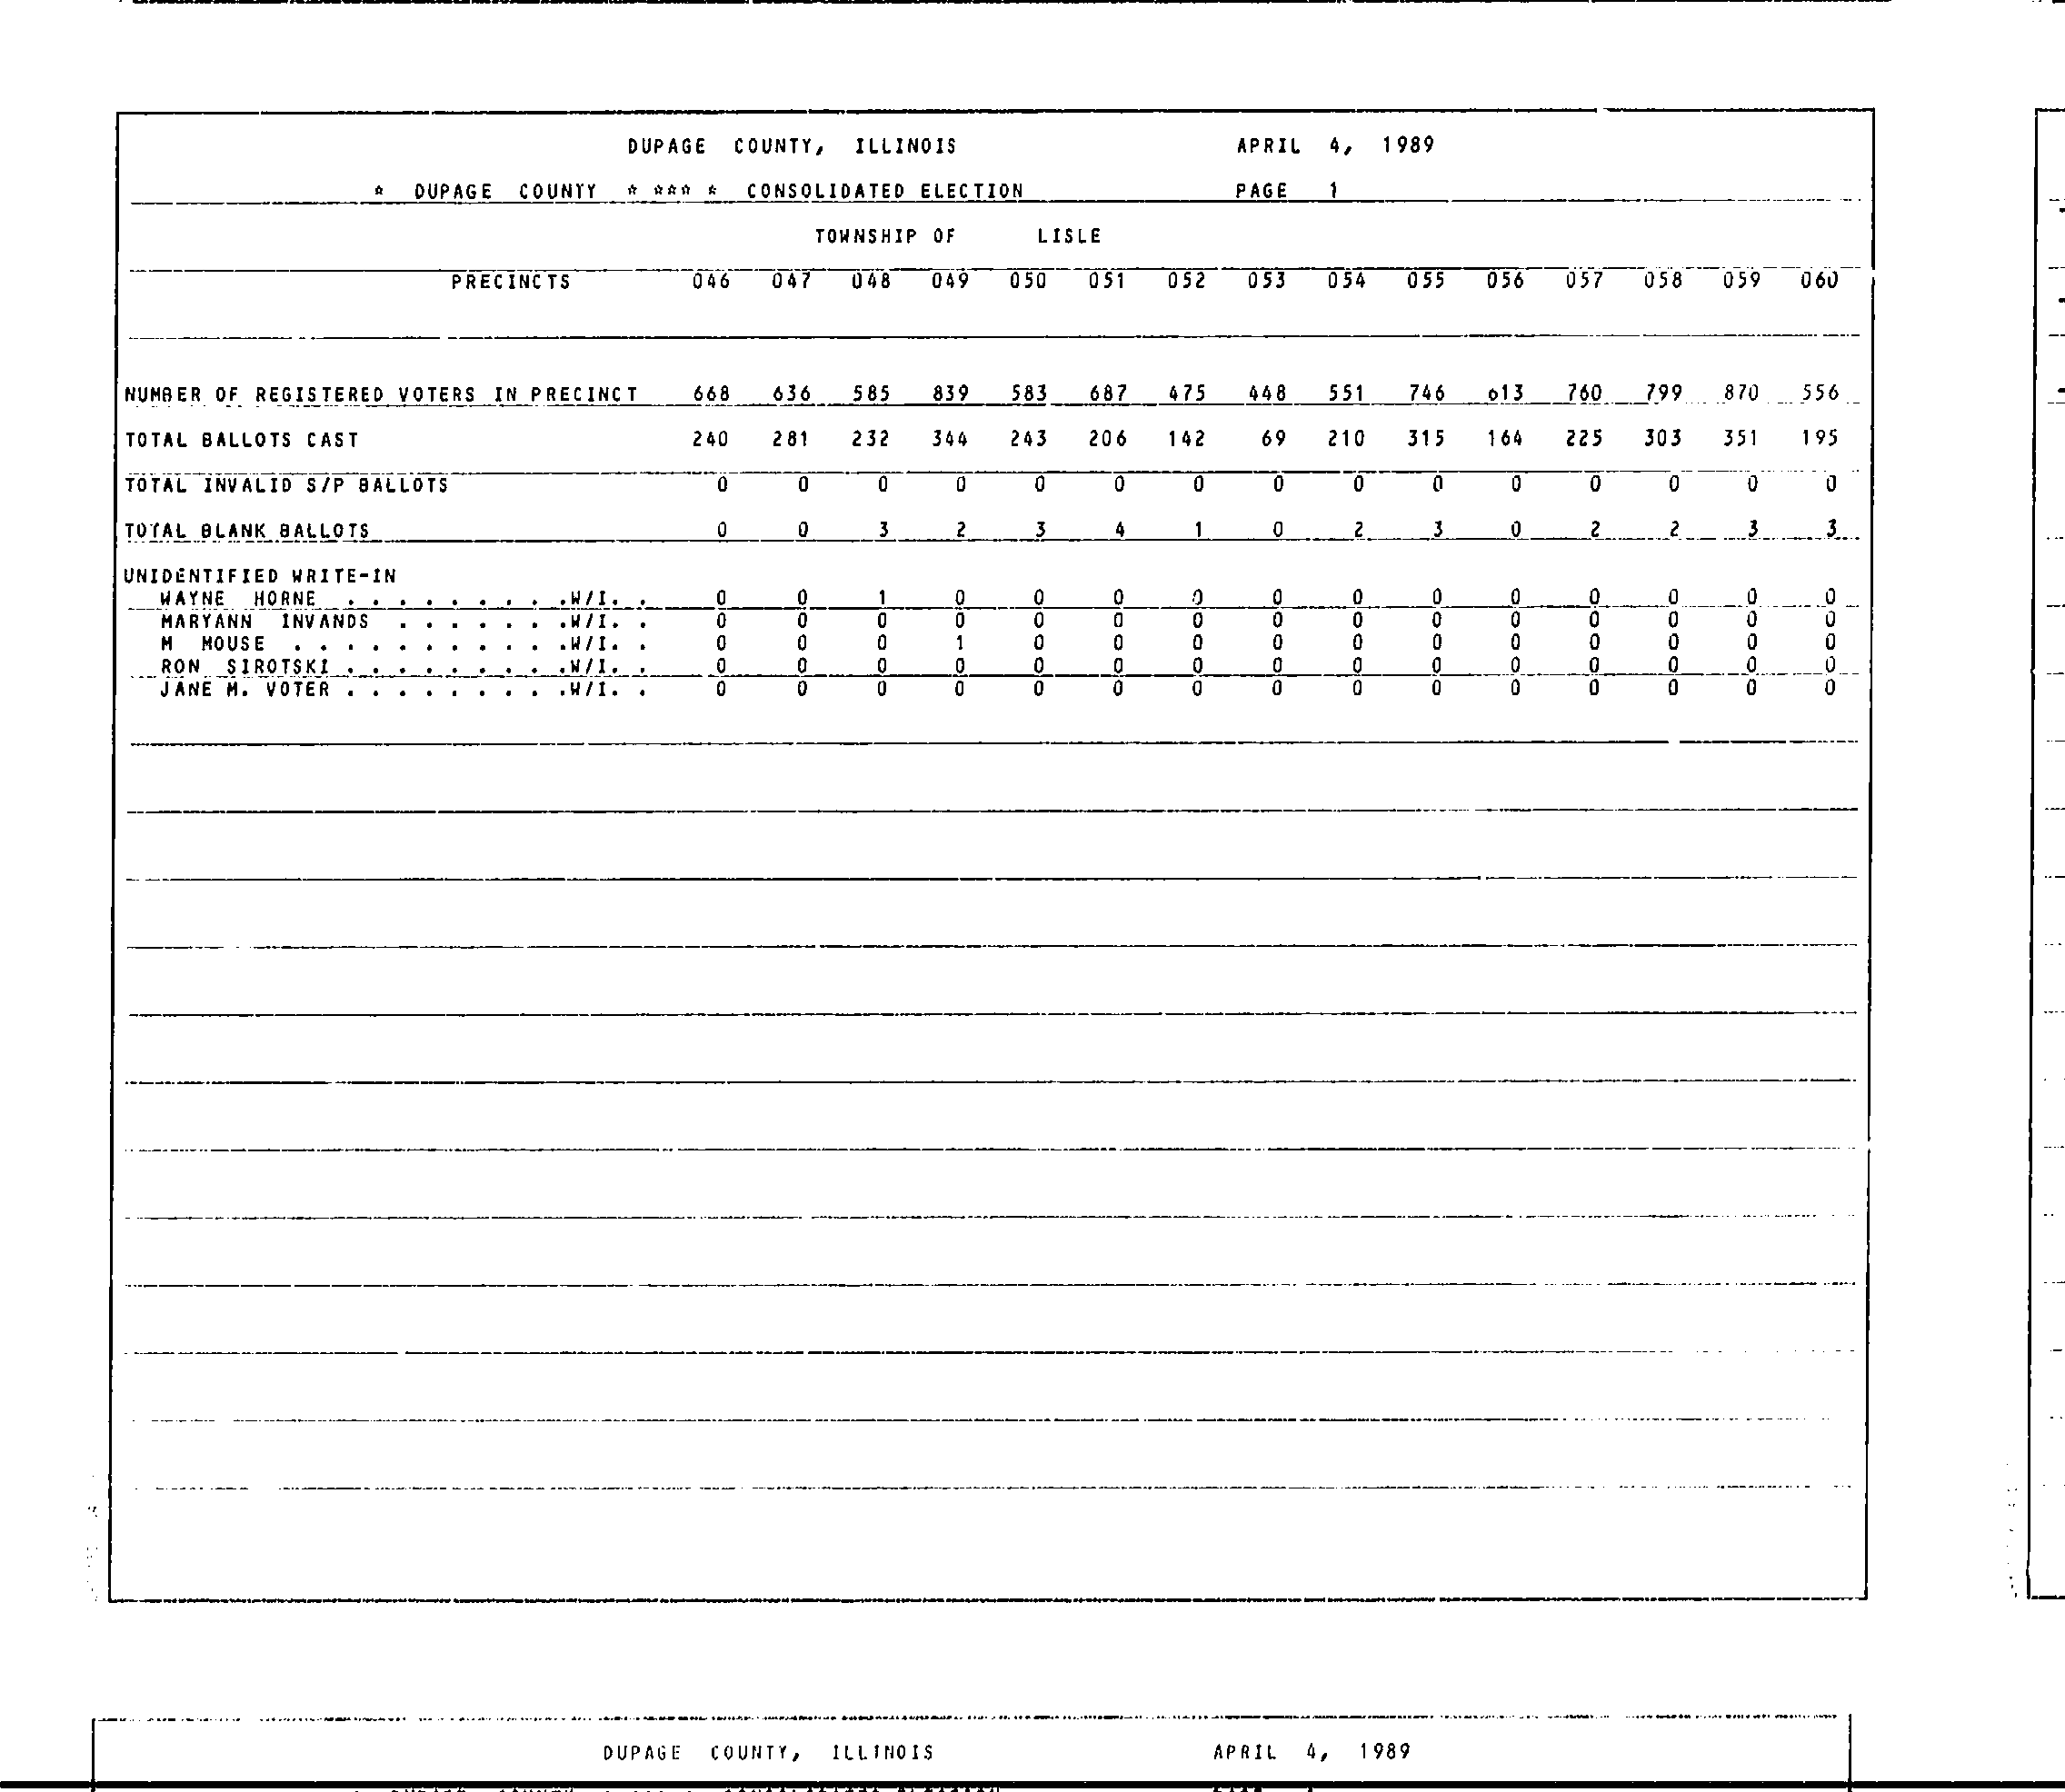 DUPAGE COUNTY, ILLINOIS APRIL 4, 1989
* DUPAGE COUNTY * *** * CONSOLIDATED ELECTION PAGE 1
TOWNSHIP OF LISLE
PRECINCTS 046 047 048 049 050 051 052 053 054 055 056 057 058 059 060
NUMBER OF REGISTERED VOTERS IN PRECINCT 668 636 585 839 583 687 475 448 551 746 613 760 799 870 556
TOTAL BALLOTS CAST 240 281 232 344 243 206 142 69 210 315 164 225 303 351 195
TOTAL INVALID S/P BALLOTS 0 0 0 0 0 0 0 0 0 0 0 0 0 0 0
TOTAL BLANK BALLOTS 0 0 3 2 3 4 1 0 2 3 0 2 2 3 3
UNIDENTIFIED WRITE-IN
WAYNE HORNE . . . . . . . . .W/I. . 0 0 1 0 0 0 0 0 0 0 0 0 0 0 0
MARYANN INVANDS . . . . . . .W/I. . 0 0 0 0 0 0 0 0 0 0 0 0 0 0 0
M MOUSE . . . . . . . . . . .W/I. . 0 0 0 1 0 0 0 0 0 0 0 0 0 0 0
RON SIROTSKI . . . . . . . . .W/I. . 0 0 0 0 0 0 0 0 0 0 0 0 0 0 0
JANE M. VOTER . . . . . . . . .W/I. . 0 0 0 0 0 0 0 0 0 0 0 0 0 0 0
DUPAGE COUNTY, ILLINOIS APRIL 4, 1989